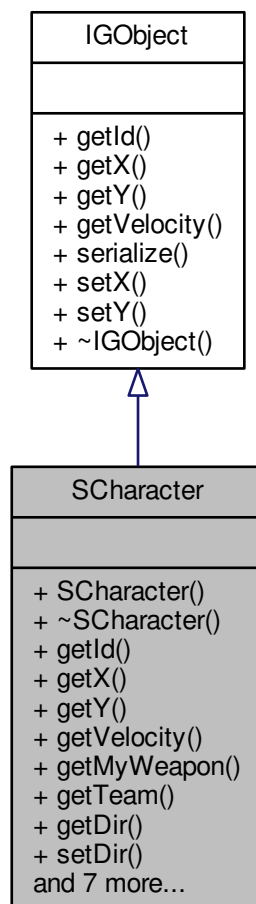 IGObject
+ getId()
+ getX()
+ getY()
+ getVelocity()
+ serialize()
+ setX()
+ setY()
+ ~IGObject()
SCharacter
+ SCharacter()
+ ~SCharacter()
+ getId()
+ getX()
+ getY()
+ getVelocity()
+ getMyWeapon()
+ getTeam()
+ getDir()
+ setDir()
and 7 more...